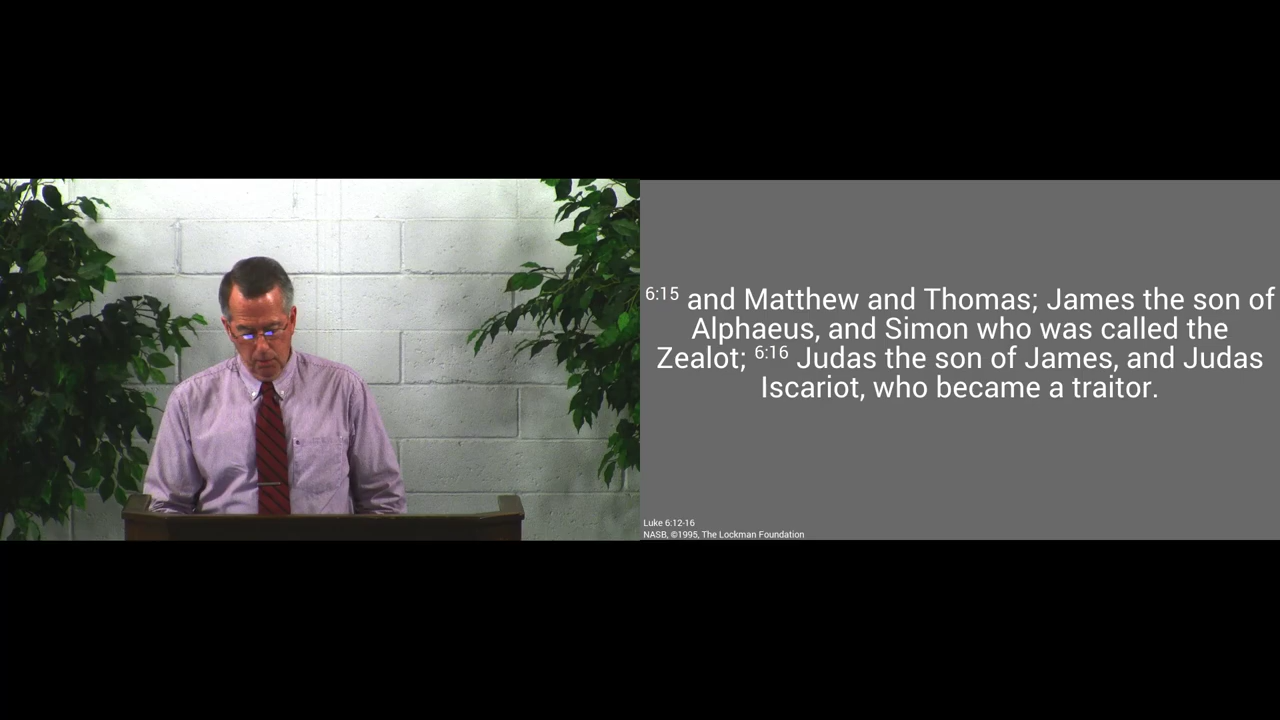 6:15 and Matthew and Thomas; James the son of
Alphaeus, and Simon who was called the
Zealot; 6:16 Judas the son of James, and Judas
Iscariot, who became a traitor.
Luke 6:12-16
NASB, ©1995, The Lockman Foundation